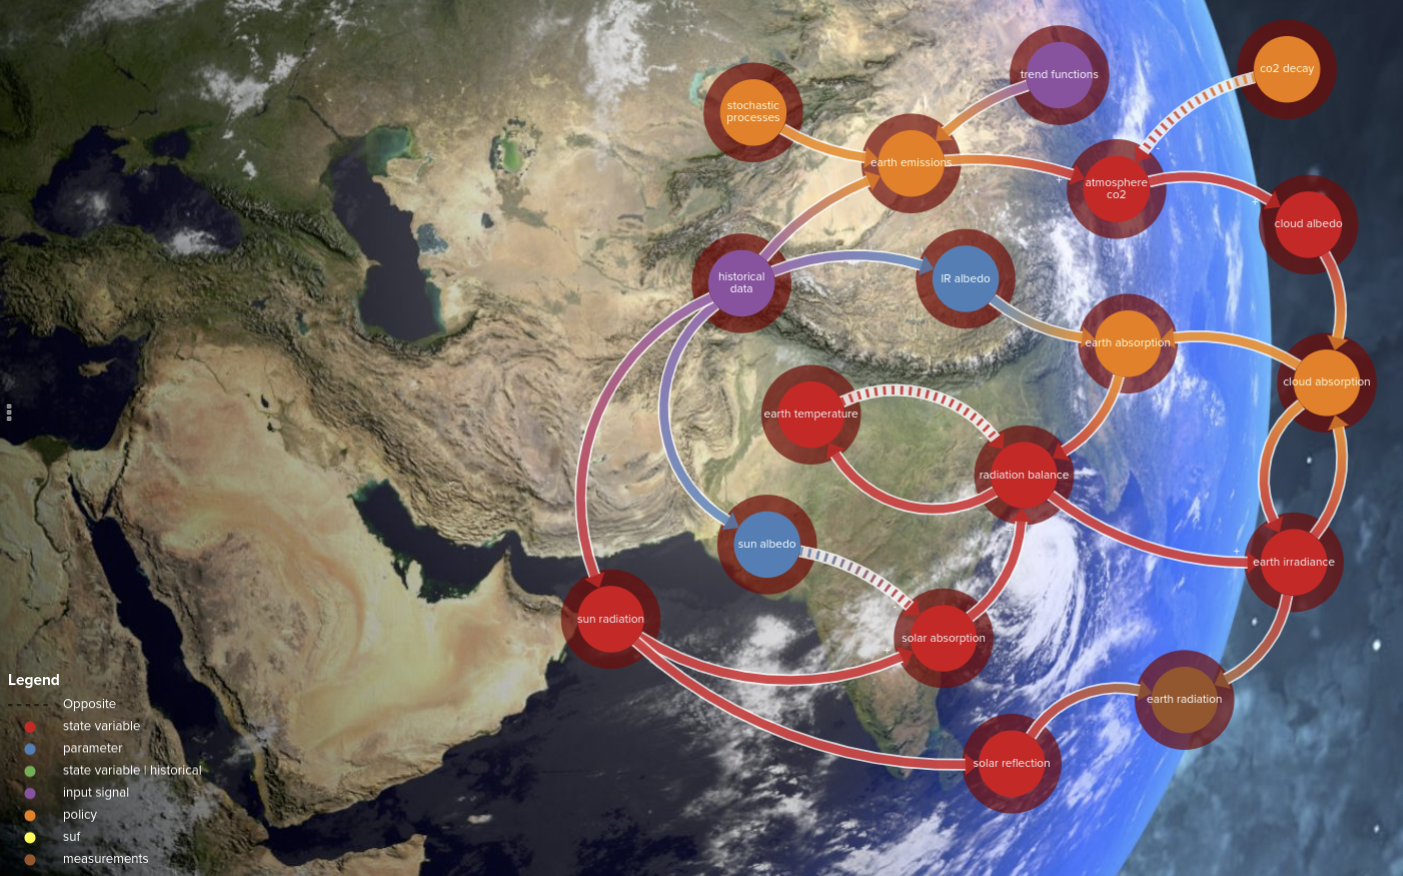 trend functions
co2 decay
stochastic
processes
earth emissions
atmosphere
co2
+
+
cloud albedo
historical
data
IR albedo
earth absorption
cloud absorption
earth temperature
radiation balance
sun albedo
+
earth irradiance
sun radiation
solar absorption
earth radiation
solar reflection
Legend
Opposite
state variable
parameter
state variable | historical
input signal
policy
suf
measurements